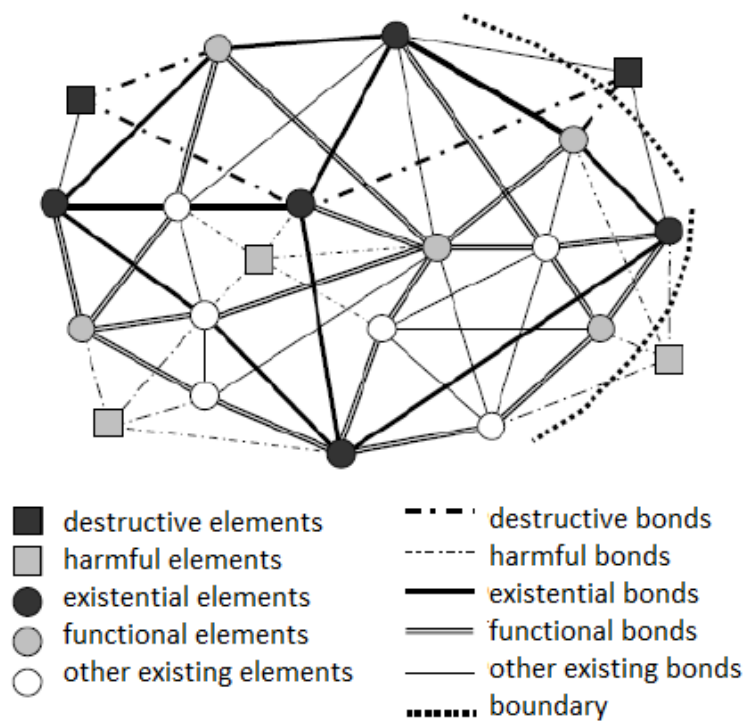 destructive elements
harmful elements
existential elements
functional elements
other existing elements
destructive bonds
harmful bonds
existential bonds
functional bonds
other existing bonds
boundary